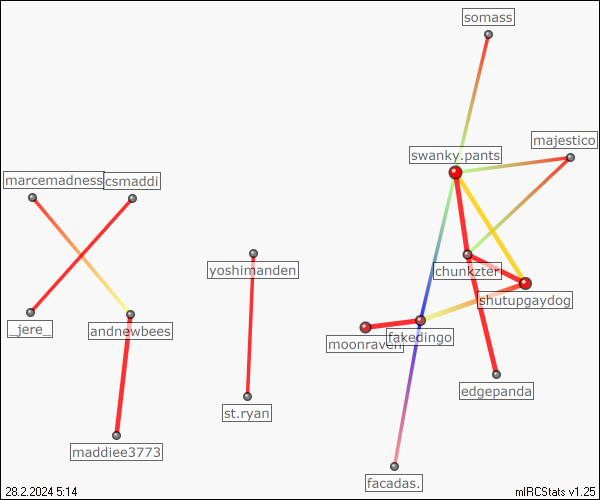 somass
majestico
swanky.pants
marcemadness
csmaddi
yoshimanden
chunkzter
shutupgaydog
_jere_
andnewbees
fakedingo
moonraven
edgepanda
st.ryan
maddiee3773
facadas.
28.2.2024 5:14
mIRCStats v1.25